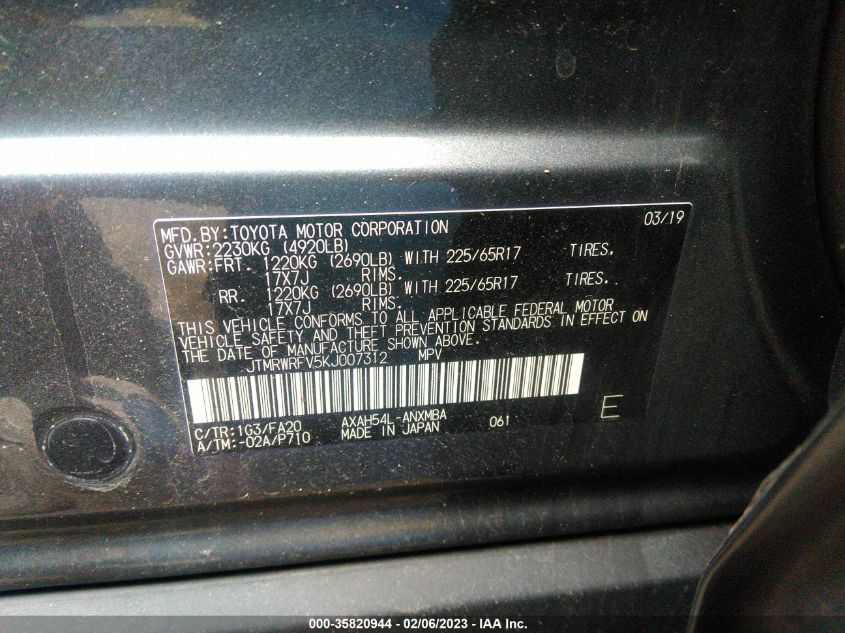 MFD. BY: TOYOTA MOTOR CORPORATION 03/19
GVWR: 2230KG (4920LB)
GAWR: FRT. 1220KG (2690LB) WITH 225/65R17 TIRES.
17X7J RIMS.
RR. 1220KG (2690LB) WITH 225/65R17 TIRES.
17X7J RIMS.
THIS VEHICLE CONFORMS TO ALL APPLICABLE FEDERAL MOTOR
VEHICLE SAFETY AND THEFT PREVENTION STANDARDS IN EFFECT ON
THE DATE OF MANUFACTURE SHOWN ABOVE.
JTMRWRFV5KJ007312 MPV
C/TR: 1G3/FA20 AXAH54L-ANXMBA 061 E
A/TM: -02A/P710 MADE IN JAPAN
000-35820944 — 02/06/2023 — IAA Inc.